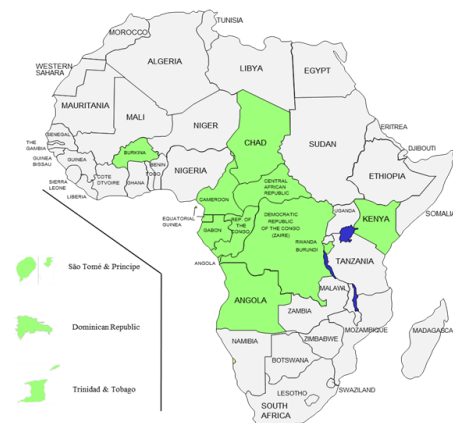 TUNISIA
MOROCCO
ALGERIA
LIBYA
EGYPT
WESTERN
SAHARA
MAURITANIA
MALI
NIGER
CHAD
SUDAN
ERITREA
SENEGAL
THE
GAMBIA
GUINEA
BISSAU
GUINEA
BURKINA
BENIN
TOGO
GHANA
COTE
D'IVOIRE
SIERRA
LEONE
LIBERIA
NIGERIA
DJIBOUTI
ETHIOPIA
CENTRAL
AFRICAN
REPUBLIC
CAMEROON
SOMALIA
EQUATORIAL
GUINEA
GABON
REP. OF
THE
CONGO
DEMOCRATIC
REPUBLIC
OF THE CONGO
(ZAIRE)
UGANDA
KENYA
RWANDA
BURUNDI
TANZANIA
ANGOLA
ANGOLA
MALAWI
ZAMBIA
MOZAMBIQUE
MADAGASCAR
NAMIBIA
ZIMBABWE
BOTSWANA
SWAZILAND
LESOTHO
SOUTH
AFRICA
São Tomé & Principe
Dominican Republic
Trinidad & Tobago